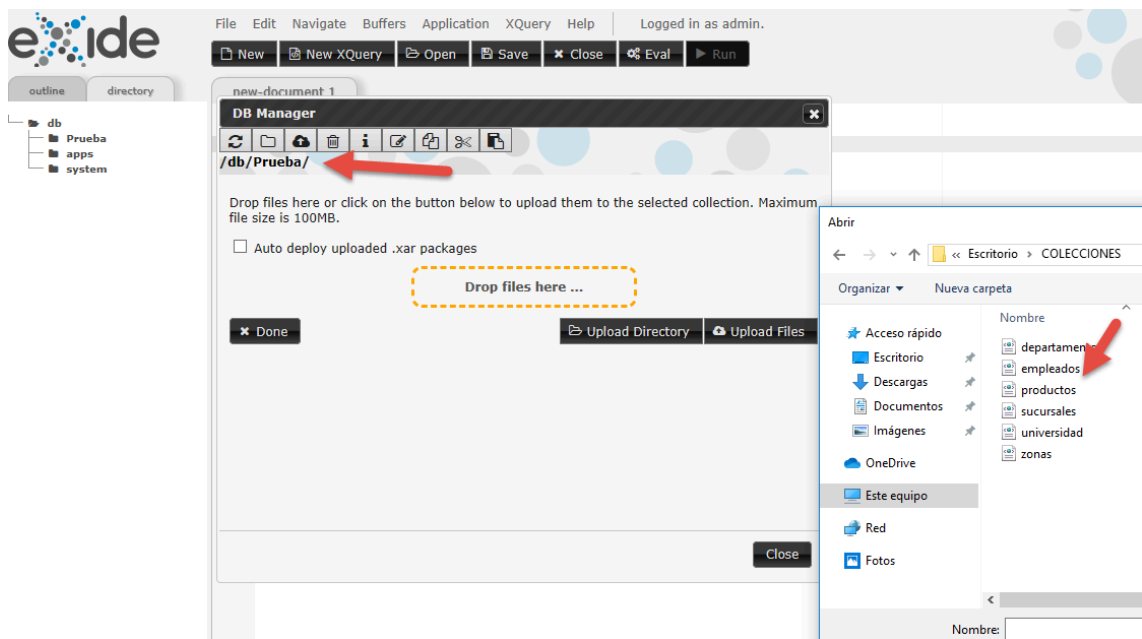 File Edit Navigate Buffers Application XQuery Help Logged in as admin.
eXide
New New XQuery Open Save Close Eval Run
outline directory
new-document 1
db
Prueba
apps
system
DB Manager
/db/Prueba/
Drop files here or click on the button below to upload them to the selected collection. Maximum
file size is 100MB.
Auto deploy uploaded .xar packages
Drop files here ...
Done Upload Directory Upload Files
Close
Abrir
« Escritorio › COLECCIONES
Organizar Nueva carpeta
Nombre
Acceso rápido
Escritorio
Descargas
Documentos
Imágenes
OneDrive
Este equipo
Red
Fotos
empleados
productos
sucursales
universidad
zonas
Nombre: